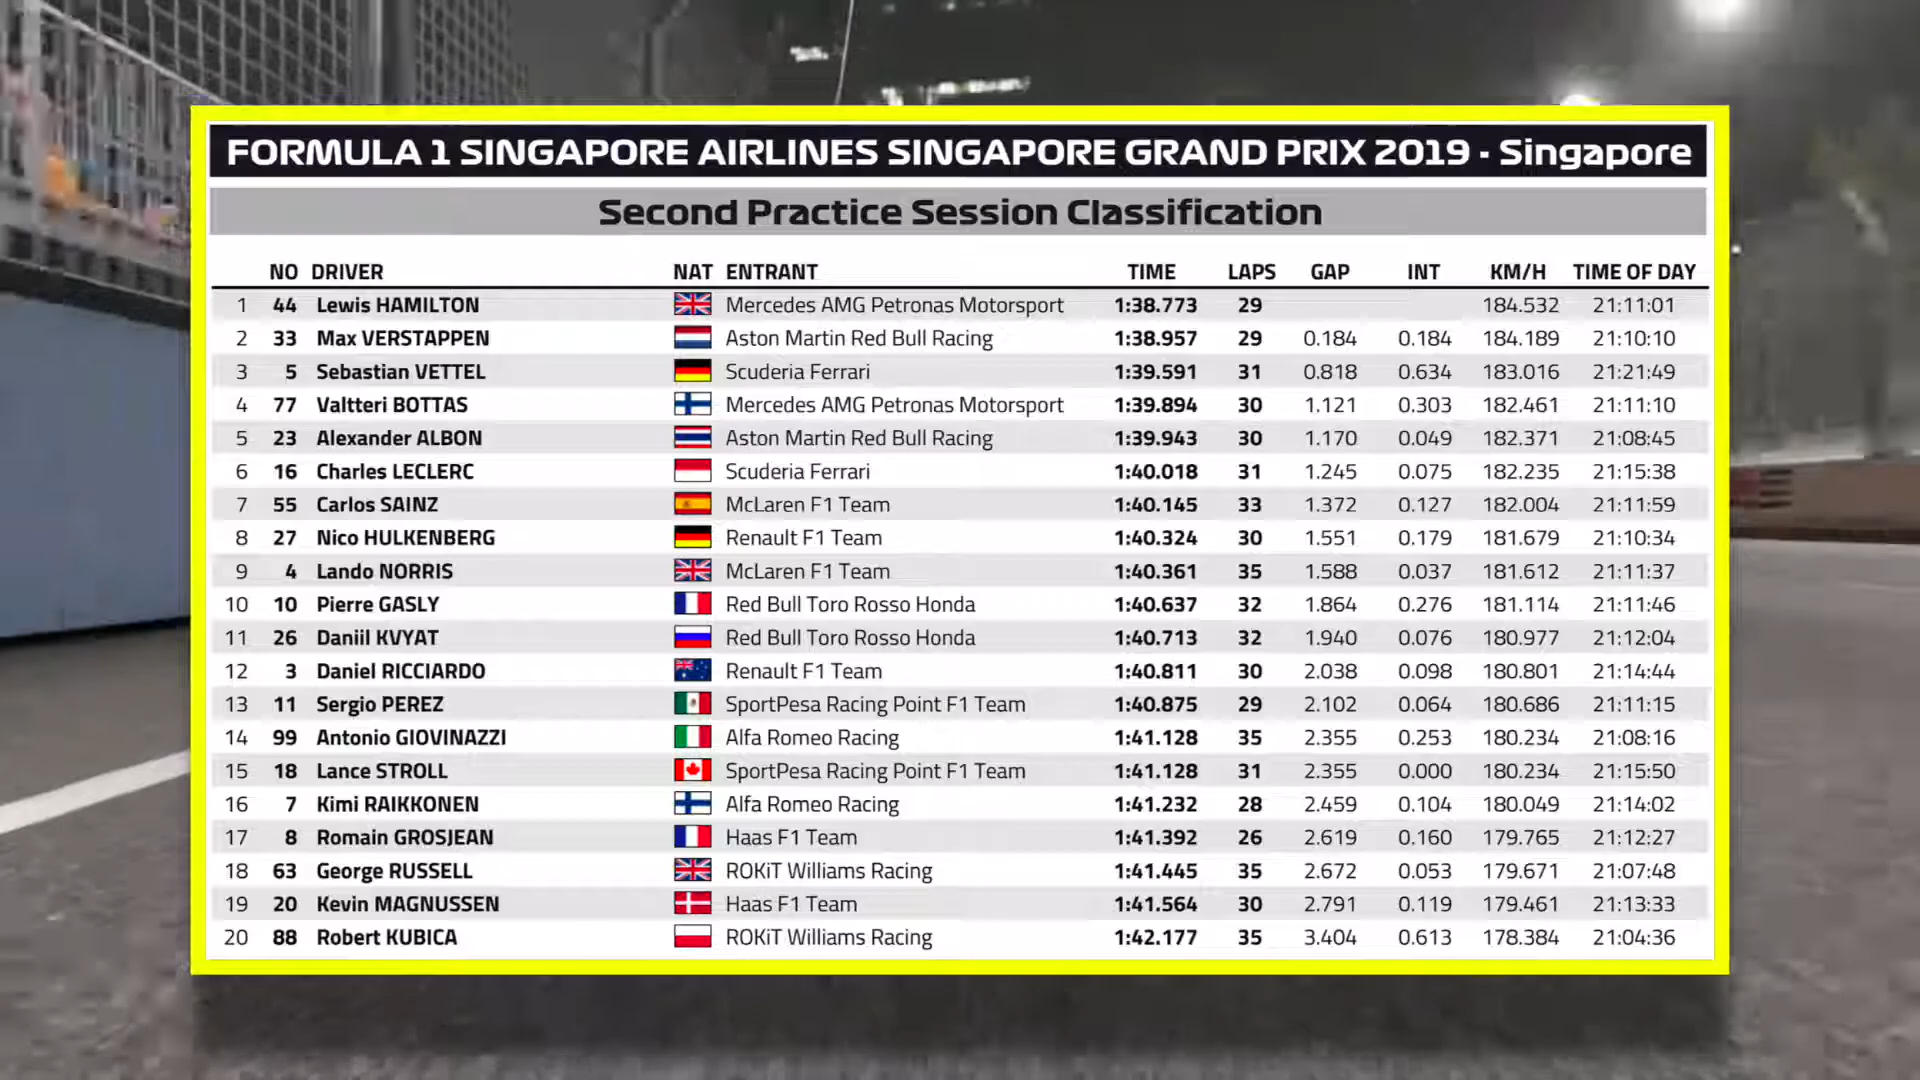 FORMULA 1 SINGAPORE AIRLINES SINGAPORE GRAND PRIX 2019 - Singapore
Second Practice Session Classification
NO DRIVER NAT ENTRANT TIME LAPS GAP INT KM/H TIME OF DAY
1 44 Lewis HAMILTON Mercedes AMG Petronas Motorsport 1:38.773 29 184.532 21:11:01
2 33 Max VERSTAPPEN Aston Martin Red Bull Racing 1:38.957 29 0.184 0.184 184.189 21:10:10
3 5 Sebastian VETTEL Scuderia Ferrari 1:39.591 31 0.818 0.634 183.016 21:21:49
4 77 Valtteri BOTTAS Mercedes AMG Petronas Motorsport 1:39.894 30 1.121 0.303 182.461 21:11:10
5 23 Alexander ALBON Aston Martin Red Bull Racing 1:39.943 30 1.170 0.049 182.371 21:08:45
6 16 Charles LECLERC Scuderia Ferrari 1:40.018 31 1.245 0.075 182.235 21:15:38
7 55 Carlos SAINZ McLaren F1 Team 1:40.145 33 1.372 0.127 182.004 21:11:59
8 27 Nico HULKENBERG Renault F1 Team 1:40.324 30 1.551 0.179 181.679 21:10:34
9 4 Lando NORRIS McLaren F1 Team 1:40.361 35 1.588 0.037 181.612 21:11:37
10 10 Pierre GASLY Red Bull Toro Rosso Honda 1:40.637 32 1.864 0.276 181.114 21:11:46
11 26 Daniil KVYAT Red Bull Toro Rosso Honda 1:40.713 32 1.940 0.076 180.977 21:12:04
12 3 Daniel RICCIARDO Renault F1 Team 1:40.811 30 2.038 0.098 180.801 21:14:44
13 11 Sergio PEREZ SportPesa Racing Point F1 Team 1:40.875 29 2.102 0.064 180.686 21:11:15
14 99 Antonio GIOVINAZZI Alfa Romeo Racing 1:41.128 35 2.355 0.253 180.234 21:08:16
15 18 Lance STROLL SportPesa Racing Point F1 Team 1:41.128 31 2.355 0.000 180.234 21:15:50
16 7 Kimi RAIKKONEN Alfa Romeo Racing 1:41.232 28 2.459 0.104 180.049 21:14:02
17 8 Romain GROSJEAN Haas F1 Team 1:41.392 26 2.619 0.160 179.765 21:12:27
18 63 George RUSSELL ROKiT Williams Racing 1:41.445 35 2.672 0.053 179.671 21:07:48
19 20 Kevin MAGNUSSEN Haas F1 Team 1:41.564 30 2.791 0.119 179.461 21:13:33
20 88 Robert KUBICA ROKiT Williams Racing 1:42.177 35 3.404 0.613 178.384 21:04:36